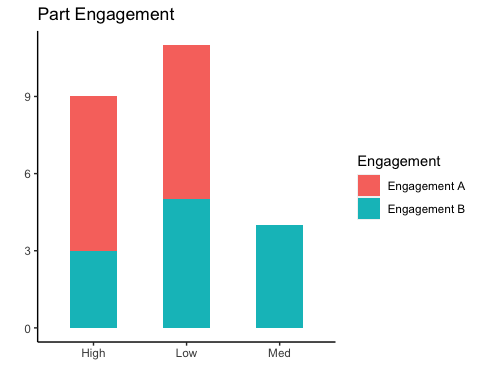 Part Engagement
9
6
3
0
High Low Med
Engagement
Engagement A
Engagement B